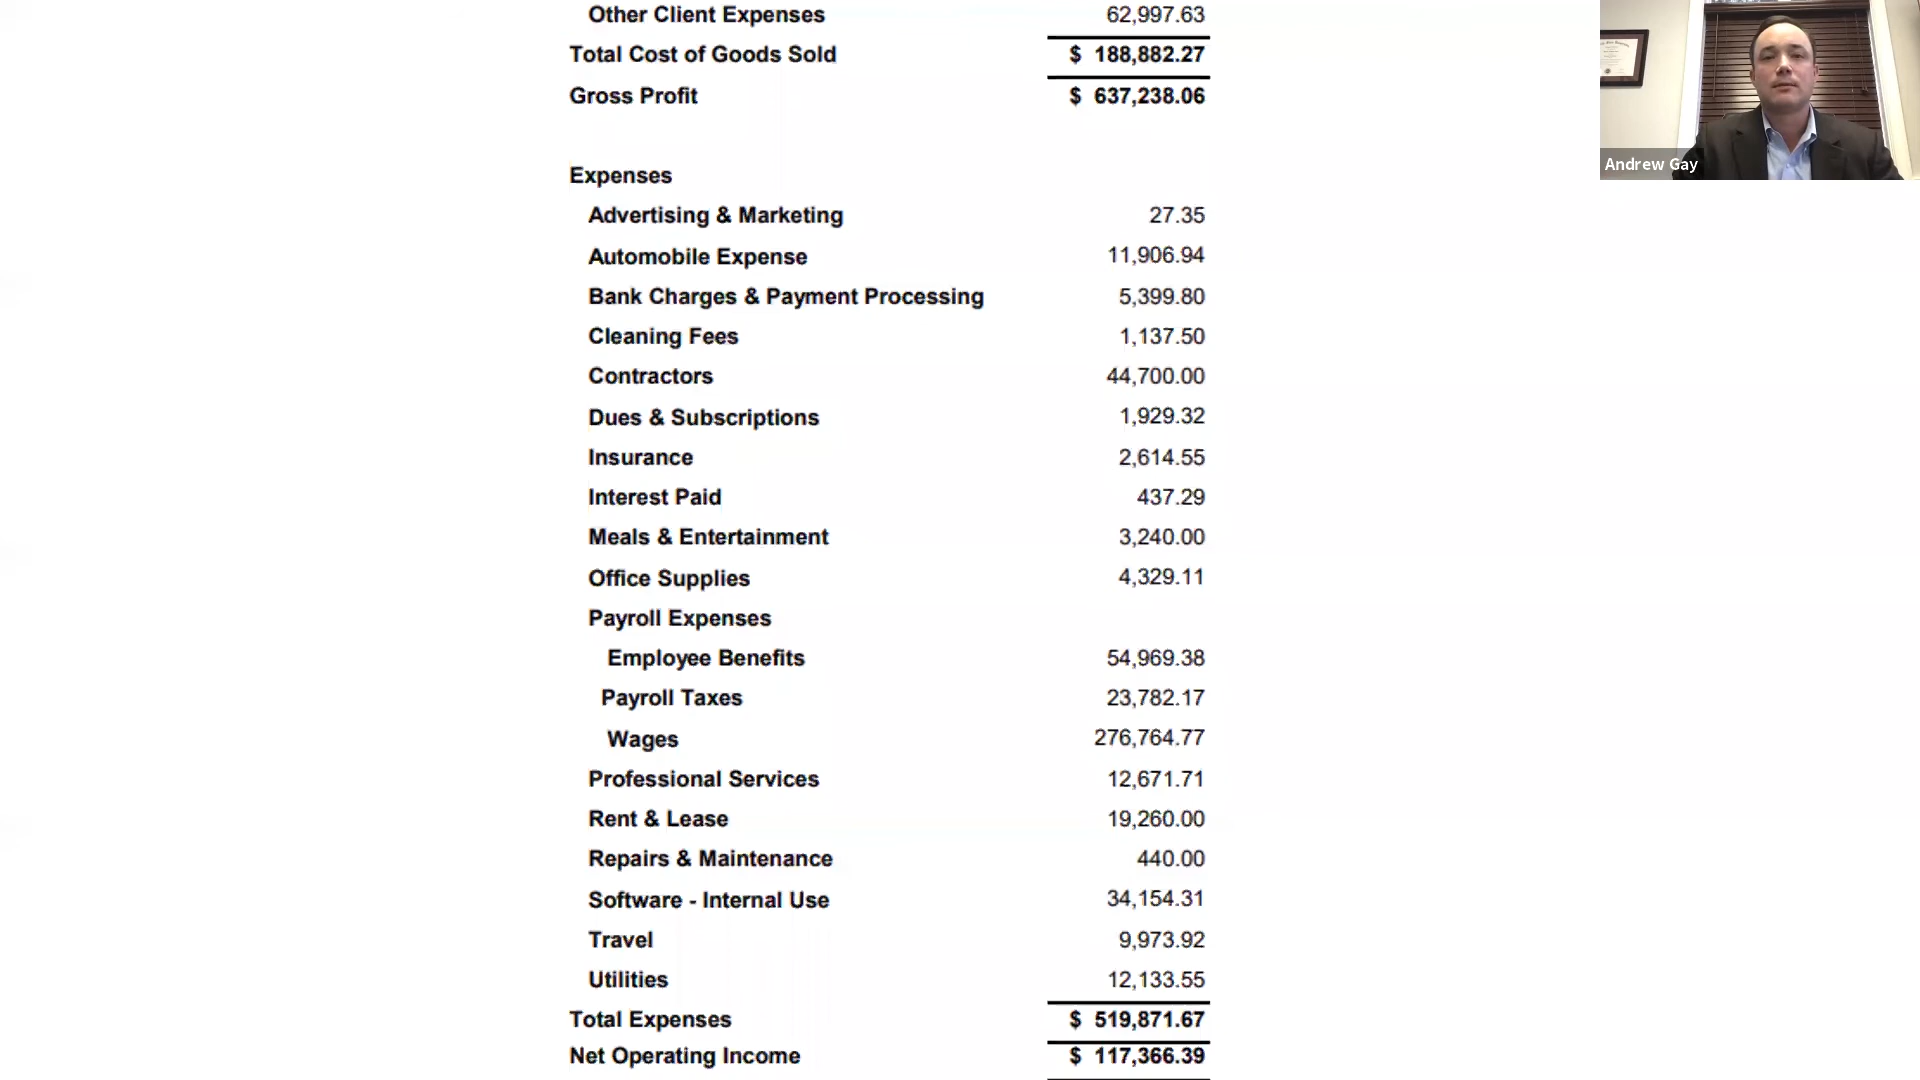 Other Client Expenses 62,997.63
Total Cost of Goods Sold $ 188,882.27
Gross Profit $ 637,238.06
Expenses
Advertising & Marketing 27.35
Automobile Expense 11,906.94
Bank Charges & Payment Processing 5,399.80
Cleaning Fees 1,137.50
Contractors 44,700.00
Dues & Subscriptions 1,929.32
Insurance 2,614.55
Interest Paid 437.29
Meals & Entertainment 3,240.00
Office Supplies 4,329.11
Payroll Expenses
Employee Benefits 54,969.38
Payroll Taxes 23,782.17
Wages 276,764.77
Professional Services 12,671.71
Rent & Lease 19,260.00
Repairs & Maintenance 440.00
Software - Internal Use 34,154.31
Travel 9,973.92
Utilities 12,133.55
Total Expenses $ 519,871.67
Net Operating Income $ 117,366.39
Andrew Gay